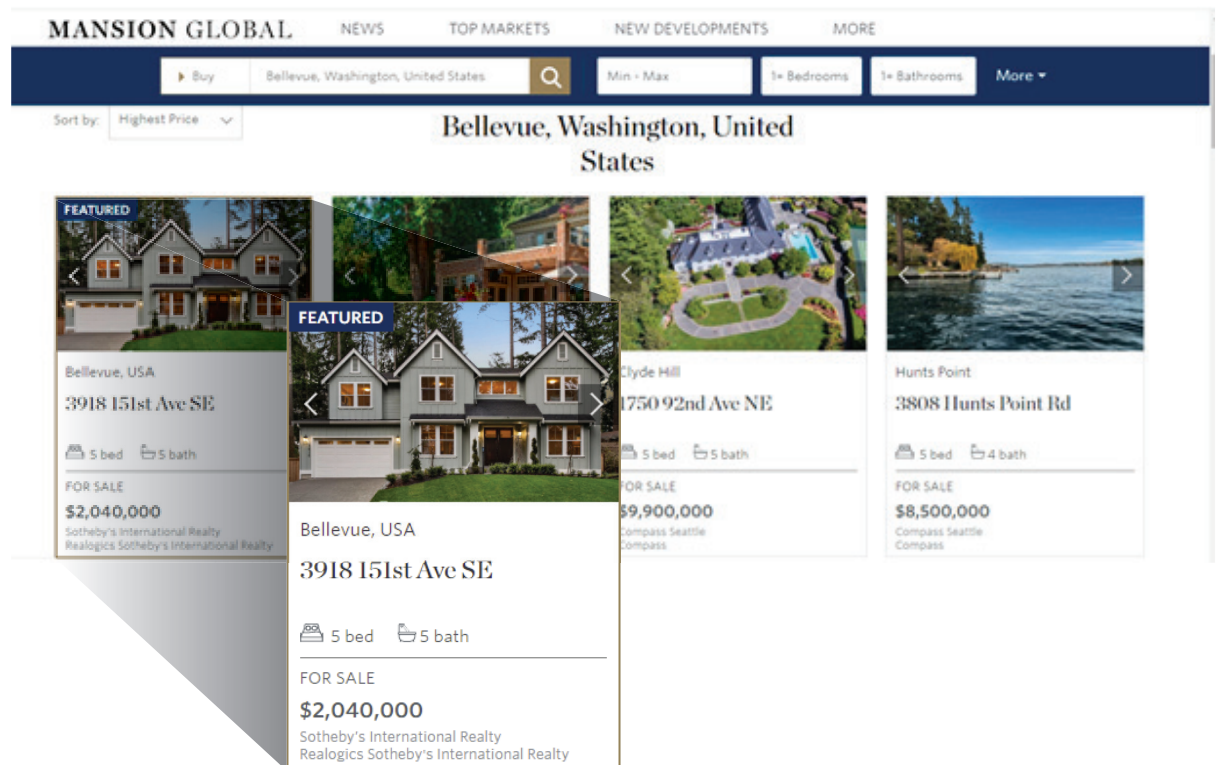 MANSION GLOBAL NEWS TOP MARKETS NEW DEVELOPMENTS MORE
Buy Bellevue, Washington, United States Min - Max 1+ Bedrooms 1+ Bathrooms More
Sort by: Highest Price
Bellevue, Washington, United
States
FEATURED
Bellevue, USA
3918 151st Ave SE
5 bed 5 bath
FOR SALE
$2,040,000
Sotheby's International Realty
Realogics Sotheby's International Realty
FEATURED
Bellevue, USA
3918 151st Ave SE
5 bed 5 bath
FOR SALE
$2,040,000
Sotheby's International Realty
Realogics Sotheby's International Realty
Clyde Hill
1750 92nd Ave NE
5 bed 5 bath
FOR SALE
$9,900,000
Compass Seattle
Compass
Hunts Point
3808 Hunts Point Rd
5 bed 4 bath
FOR SALE
$8,500,000
Compass Seattle
Compass